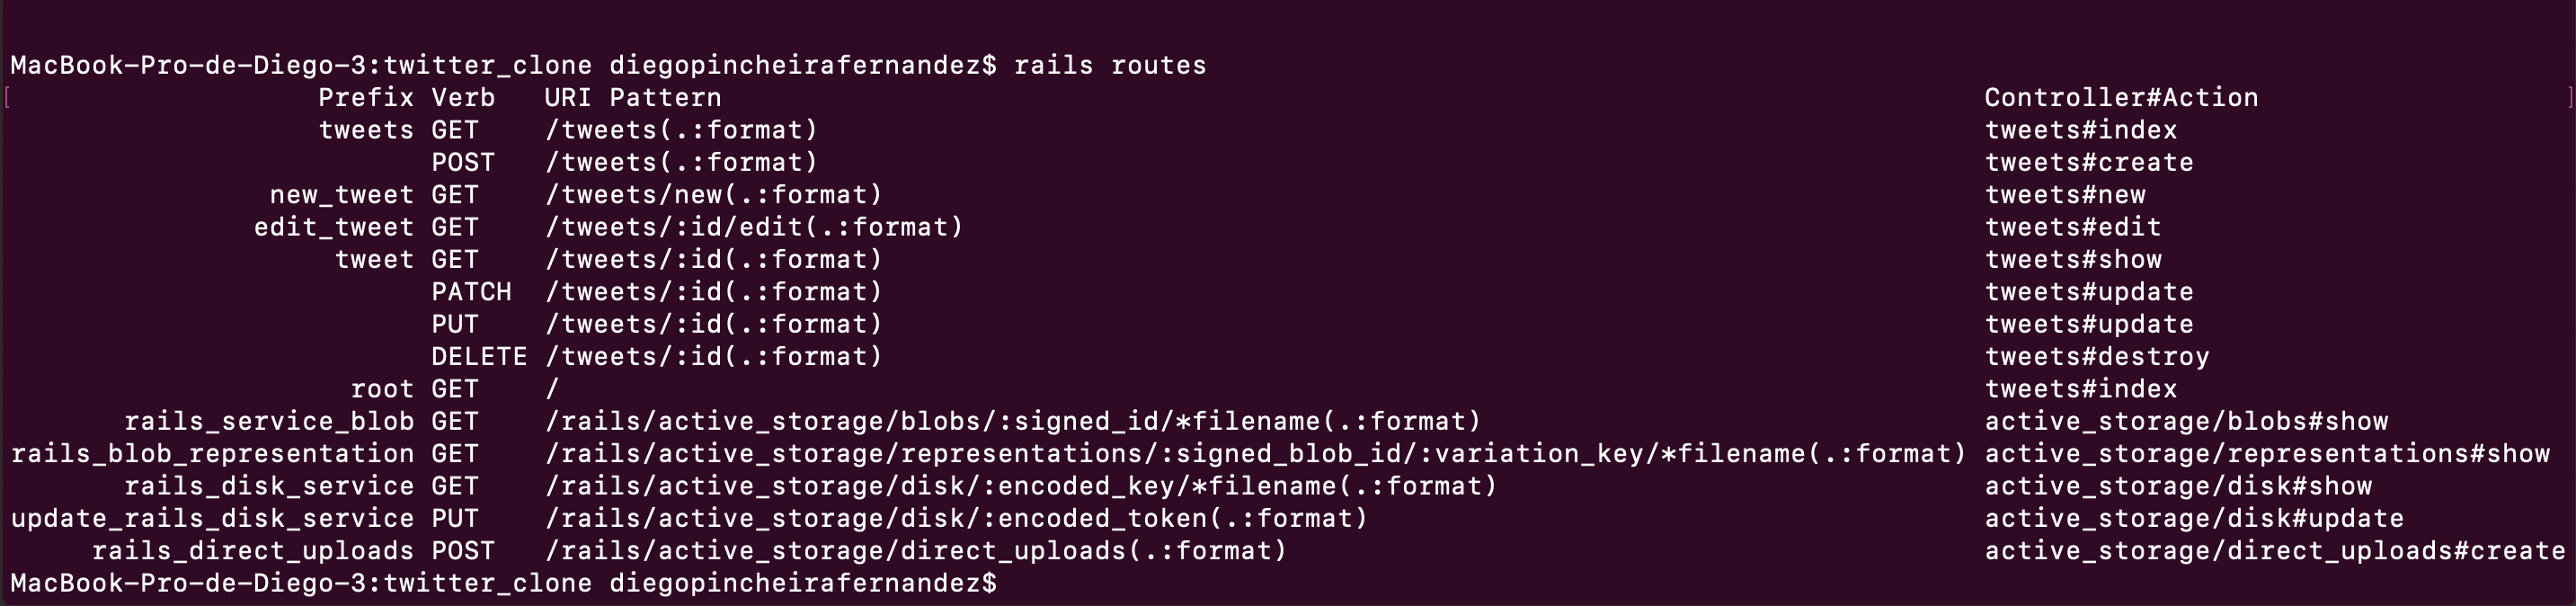 MacBook-Pro-de-Diego-3:twitter_clone diegopincheirafernandez$ rails routes
[                   Prefix Verb   URI Pattern                                                                              Controller#Action                   ]
                    tweets GET    /tweets(.:format)                                                                        tweets#index
                           POST   /tweets(.:format)                                                                        tweets#create
                 new_tweet GET    /tweets/new(.:format)                                                                    tweets#new
                edit_tweet GET    /tweets/:id/edit(.:format)                                                               tweets#edit
                     tweet GET    /tweets/:id(.:format)                                                                    tweets#show
                           PATCH  /tweets/:id(.:format)                                                                    tweets#update
                           PUT    /tweets/:id(.:format)                                                                    tweets#update
                           DELETE /tweets/:id(.:format)                                                                    tweets#destroy
                      root GET    /                                                                                        tweets#index
        rails_service_blob GET    /rails/active_storage/blobs/:signed_id/*filename(.:format)                               active_storage/blobs#show
 rails_blob_representation GET    /rails/active_storage/representations/:signed_blob_id/:variation_key/*filename(.:format) active_storage/representations#show
        rails_disk_service GET    /rails/active_storage/disk/:encoded_key/*filename(.:format)                              active_storage/disk#show
 update_rails_disk_service PUT    /rails/active_storage/disk/:encoded_token(.:format)                                      active_storage/disk#update
      rails_direct_uploads POST   /rails/active_storage/direct_uploads(.:format)                                           active_storage/direct_uploads#create
MacBook-Pro-de-Diego-3:twitter_clone diegopincheirafernandez$